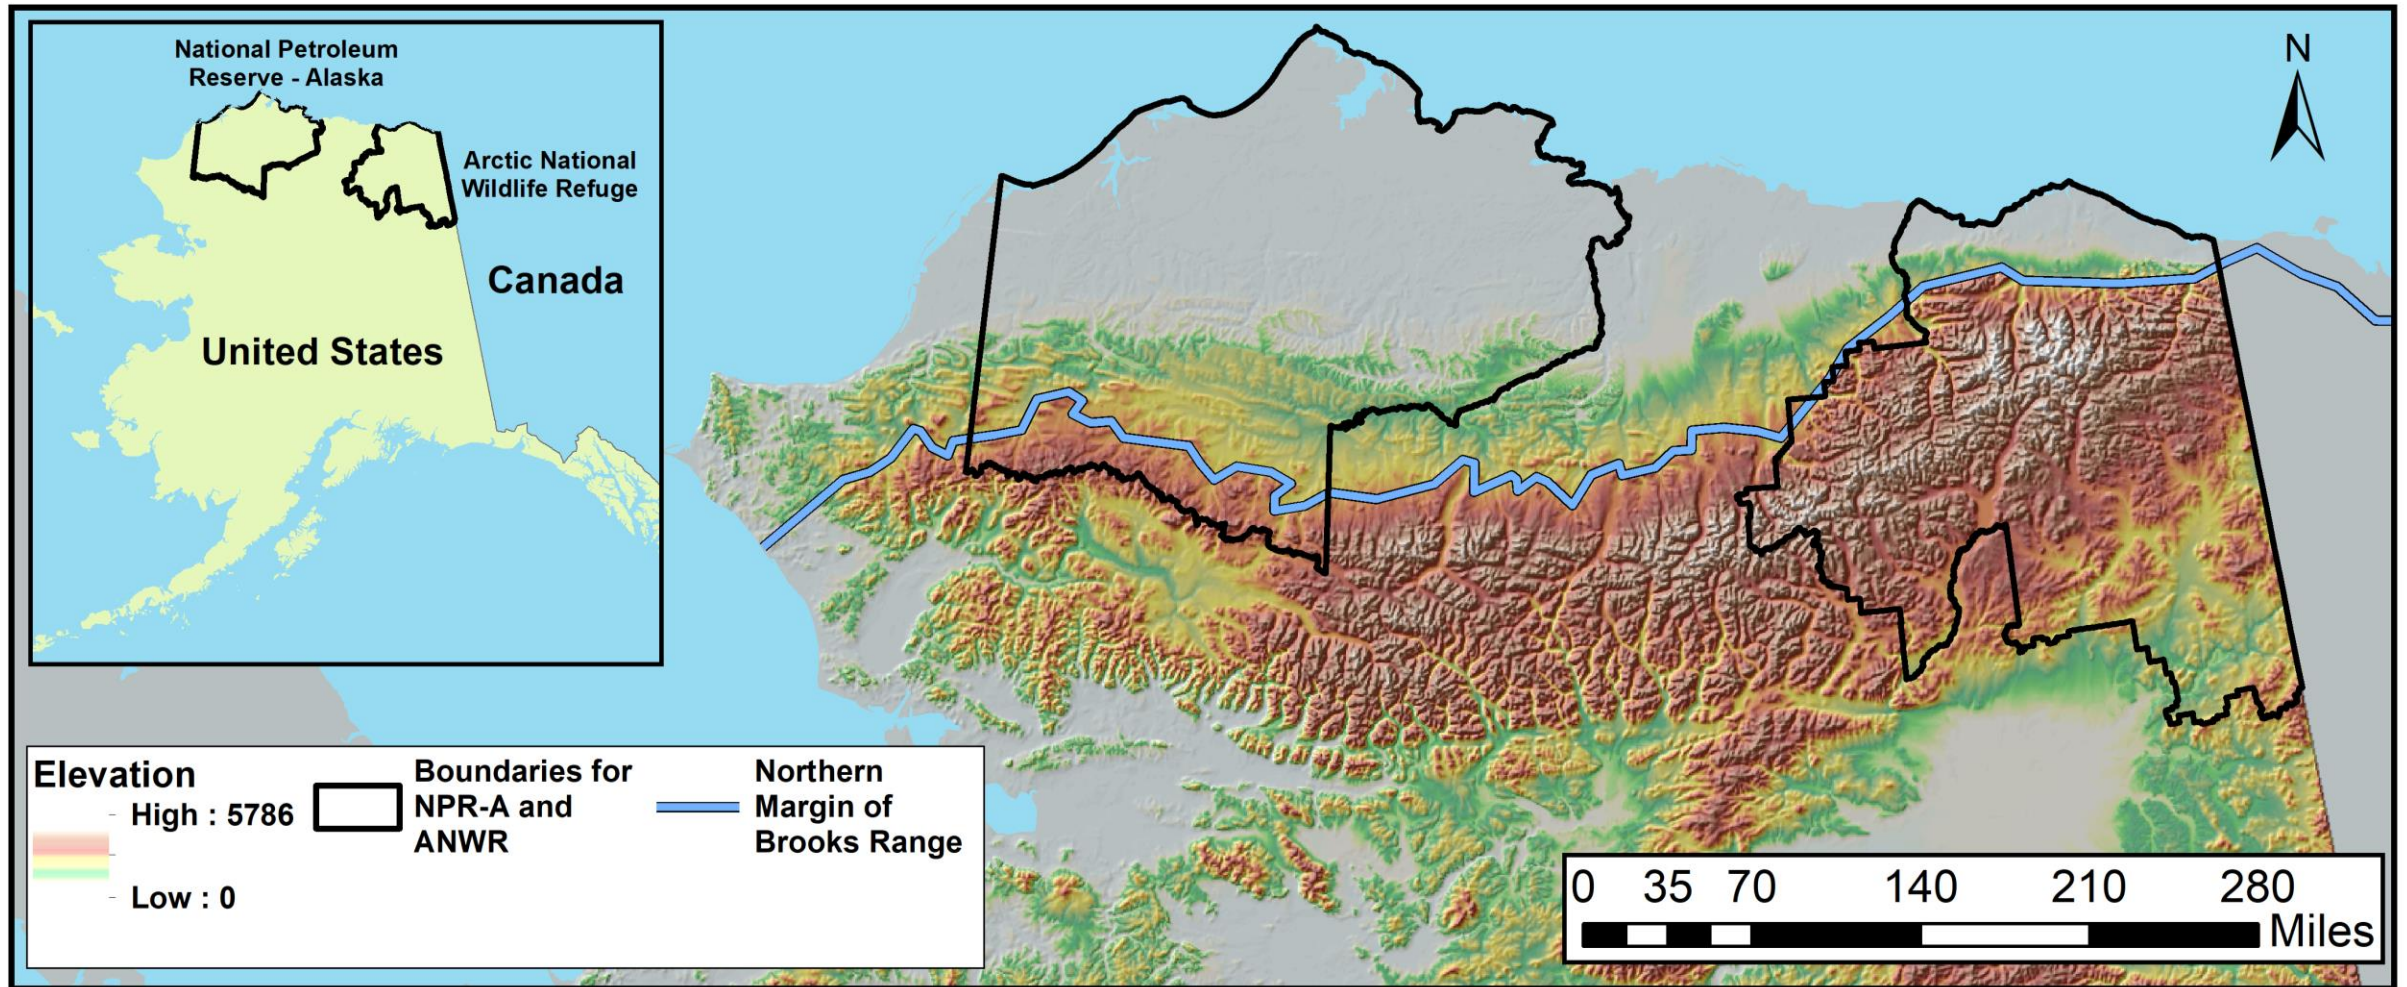 National Petroleum
Reserve - Alaska
Arctic National
Wildlife Refuge
Canada
United States
N
Elevation
High : 5786
Low : 0
Boundaries for
NPR-A and
ANWR
Northern
Margin of
Brooks Range
0 35 70 140 210 280
Miles